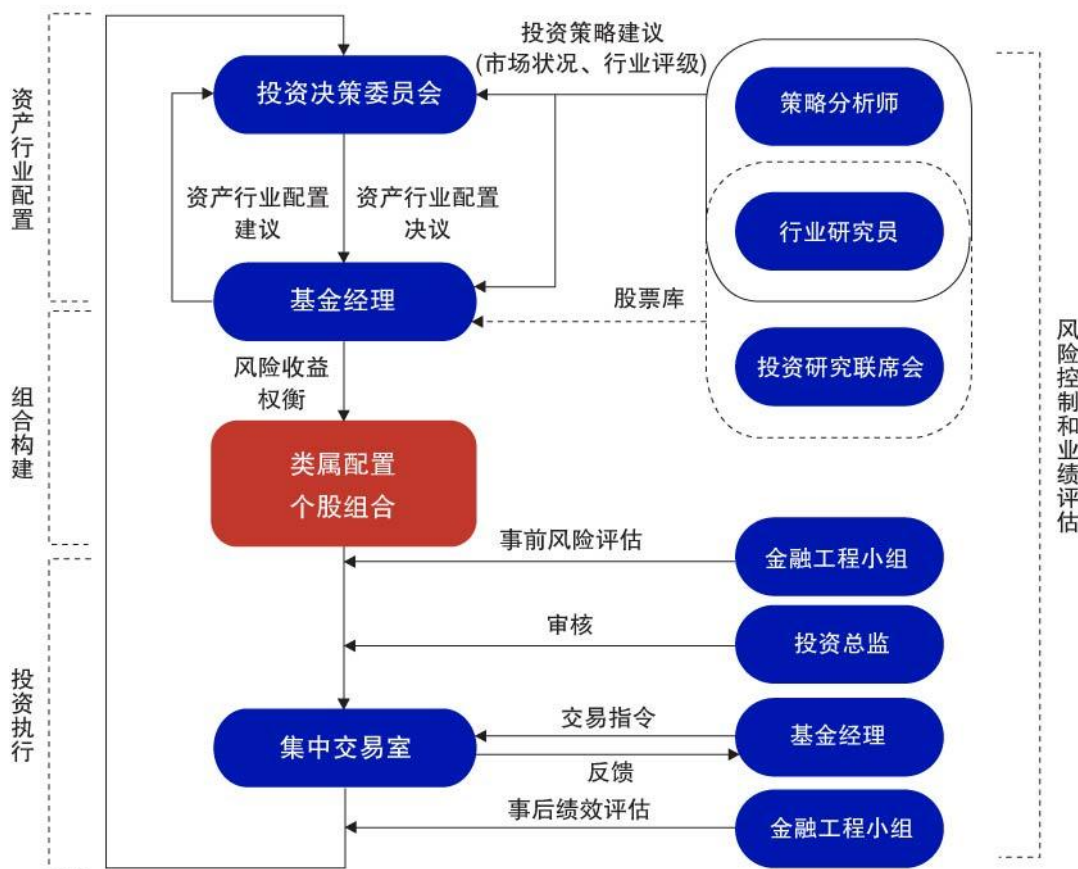 投资策略建议
(市场状况、行业评级)
投资决策委员会
策略分析师
资产行业配置
资产行业配置
建议
资产行业配置
决议
行业研究员
基金经理
股票库
投资研究联席会
风险收益
权衡
组合构建
类属配置
个股组合
风险控制和业绩评估
事前风险评估
金融工程小组
审核
投资总监
投资执行
集中交易室
交易指令
反馈
基金经理
事后绩效评估
金融工程小组